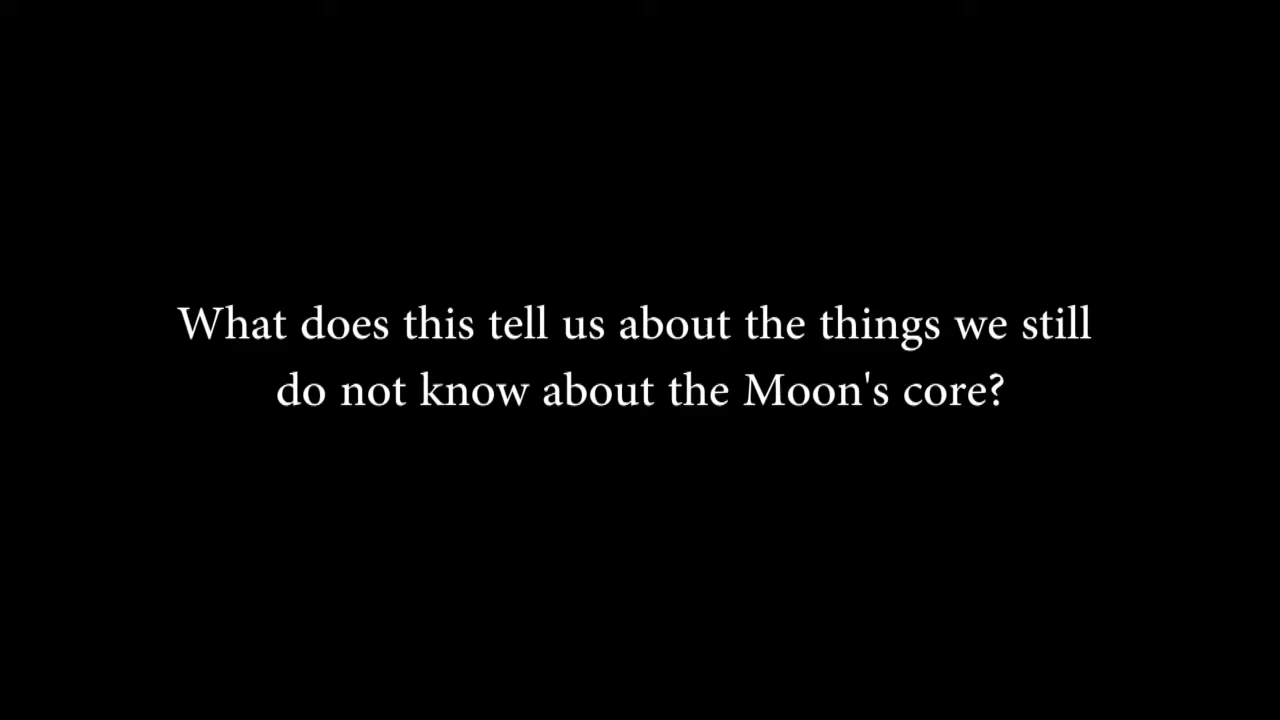 What does this tell us about the things we still
do not know about the Moon's core?